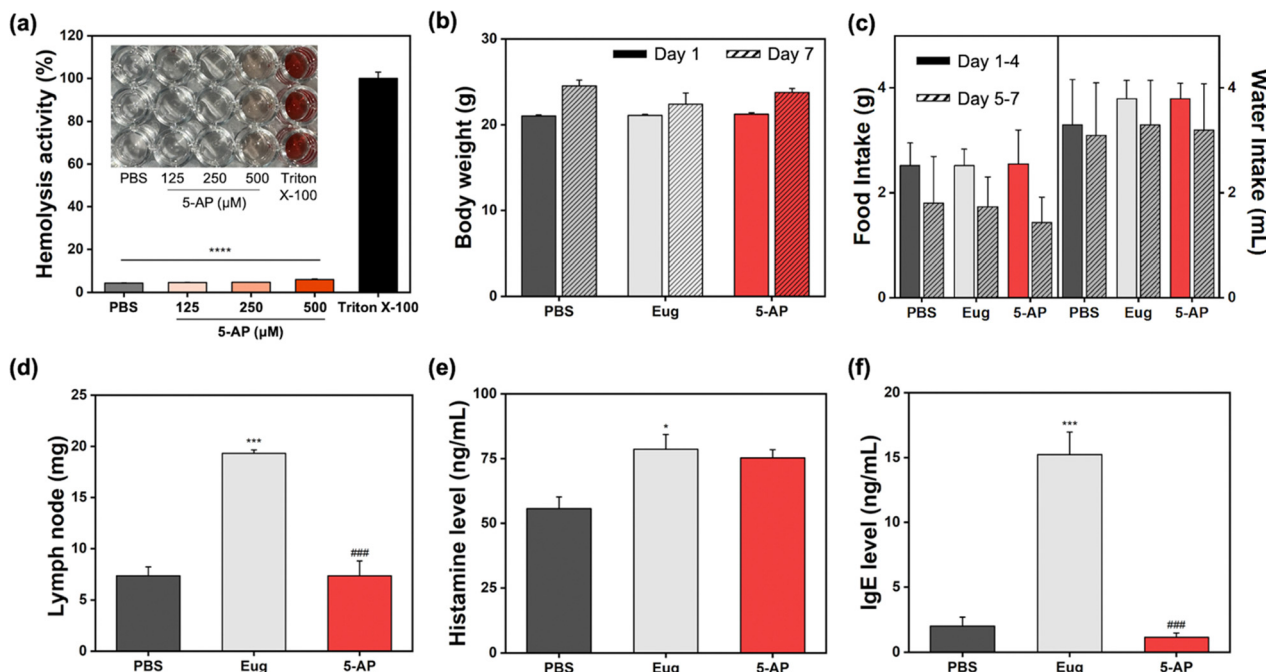 (a)
Hemolysis activity (%)
120
100
80
60
40
20
0
PBS 125 250 500 Triton
X-100
5-AP (µM)
****
PBS 125 250 500 Triton X-100
5-AP (µM)
(b)
Body weight (g)
30
20
10
0
Day 1 Day 7
PBS Eug 5-AP
(c)
Food Intake (g)
4
2
0
Day 1-4
Day 5-7
PBS Eug 5-AP PBS Eug 5-AP
4
2
0
Water Intake
(mL)
(d)
Lymph node (mg)
25
20
15
10
5
0
***
###
PBS Eug 5-AP
(e)
Histamine level (ng/mL)
100
75
50
25
0
*
PBS Eug 5-AP
(f)
IgE level (ng/mL)
20
15
10
5
0
***
###
PBS Eug 5-AP